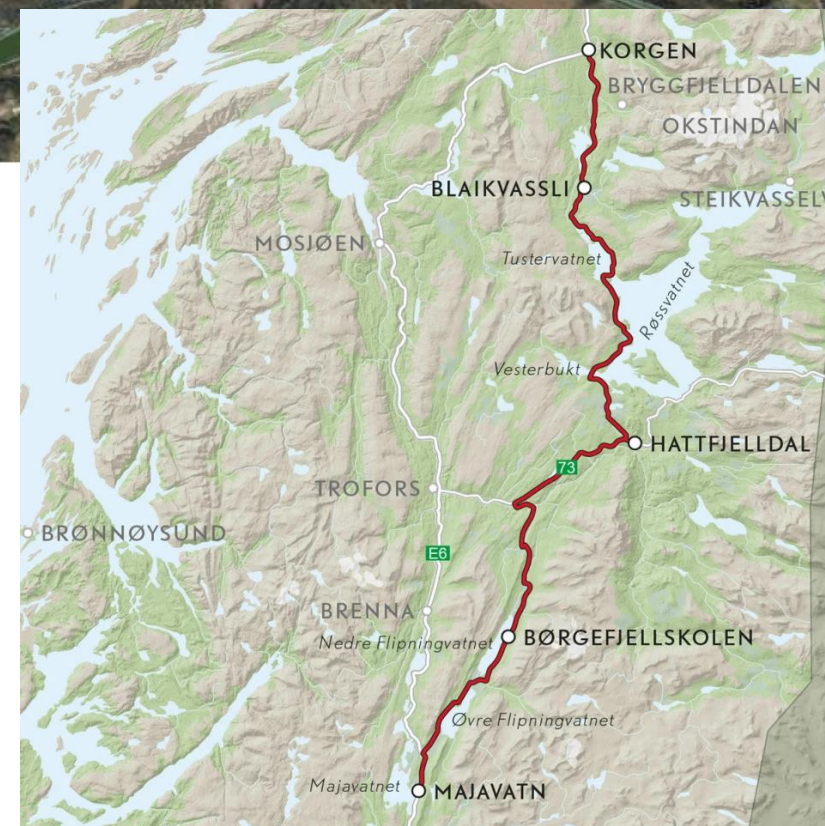 KORGEN
BRYGGFJELLDALEN
OKSTINDAN
BLAIKVASSLI
STEIKVASSELV
MOSJØEN
Tustervatnet
Røssvatnet
Vesterbukt
HATTFJELLDAL
73
TROFORS
BRØNNØYSUND
E6
BRENNA
Nedre Flipningvatnet
BØRGEFJELLSKOLEN
Øvre Flipningvatnet
Majavatnet
MAJAVATN